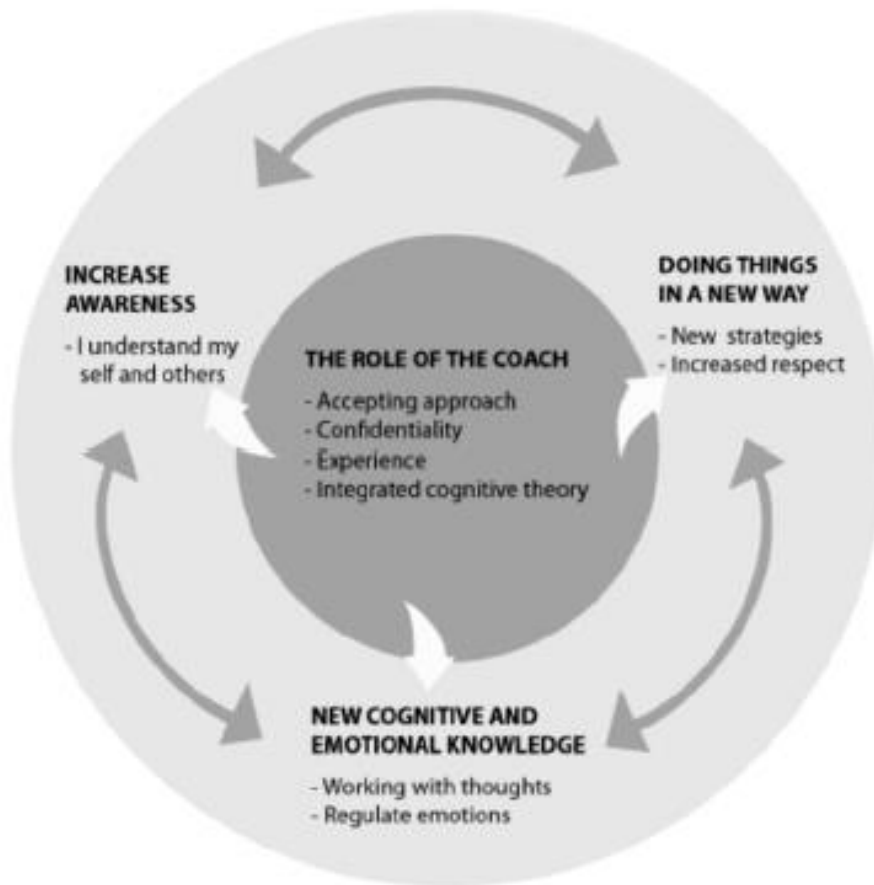 INCREASE
AWARENESS
- I understand my
self and others
THE ROLE OF THE COACH
- Accepting approach
- Confidentiality
- Experience
- Integrated cognitive theory
DOING THINGS
IN A NEW WAY
- New strategies
- Increased respect
NEW COGNITIVE AND
EMOTIONAL KNOWLEDGE
- Working with thoughts
- Regulate emotions